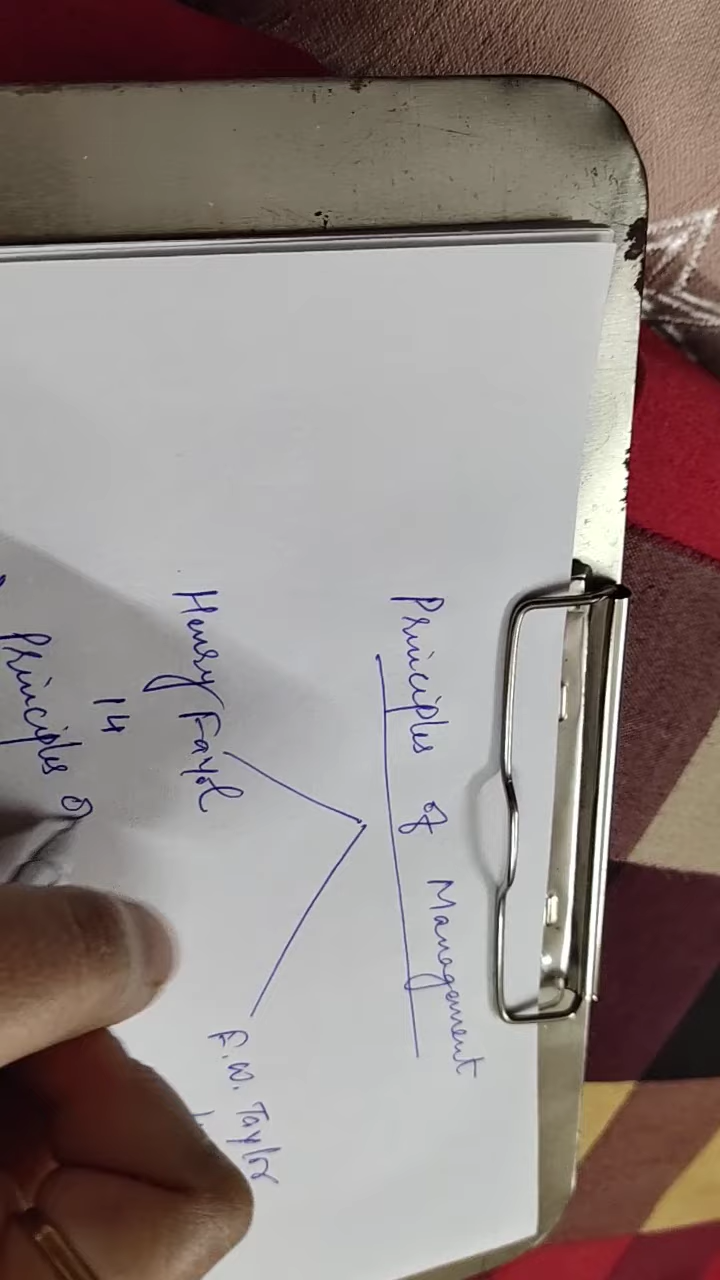 Principles of Management
Henry Fayol
F.W. Taylor
14
Principles o